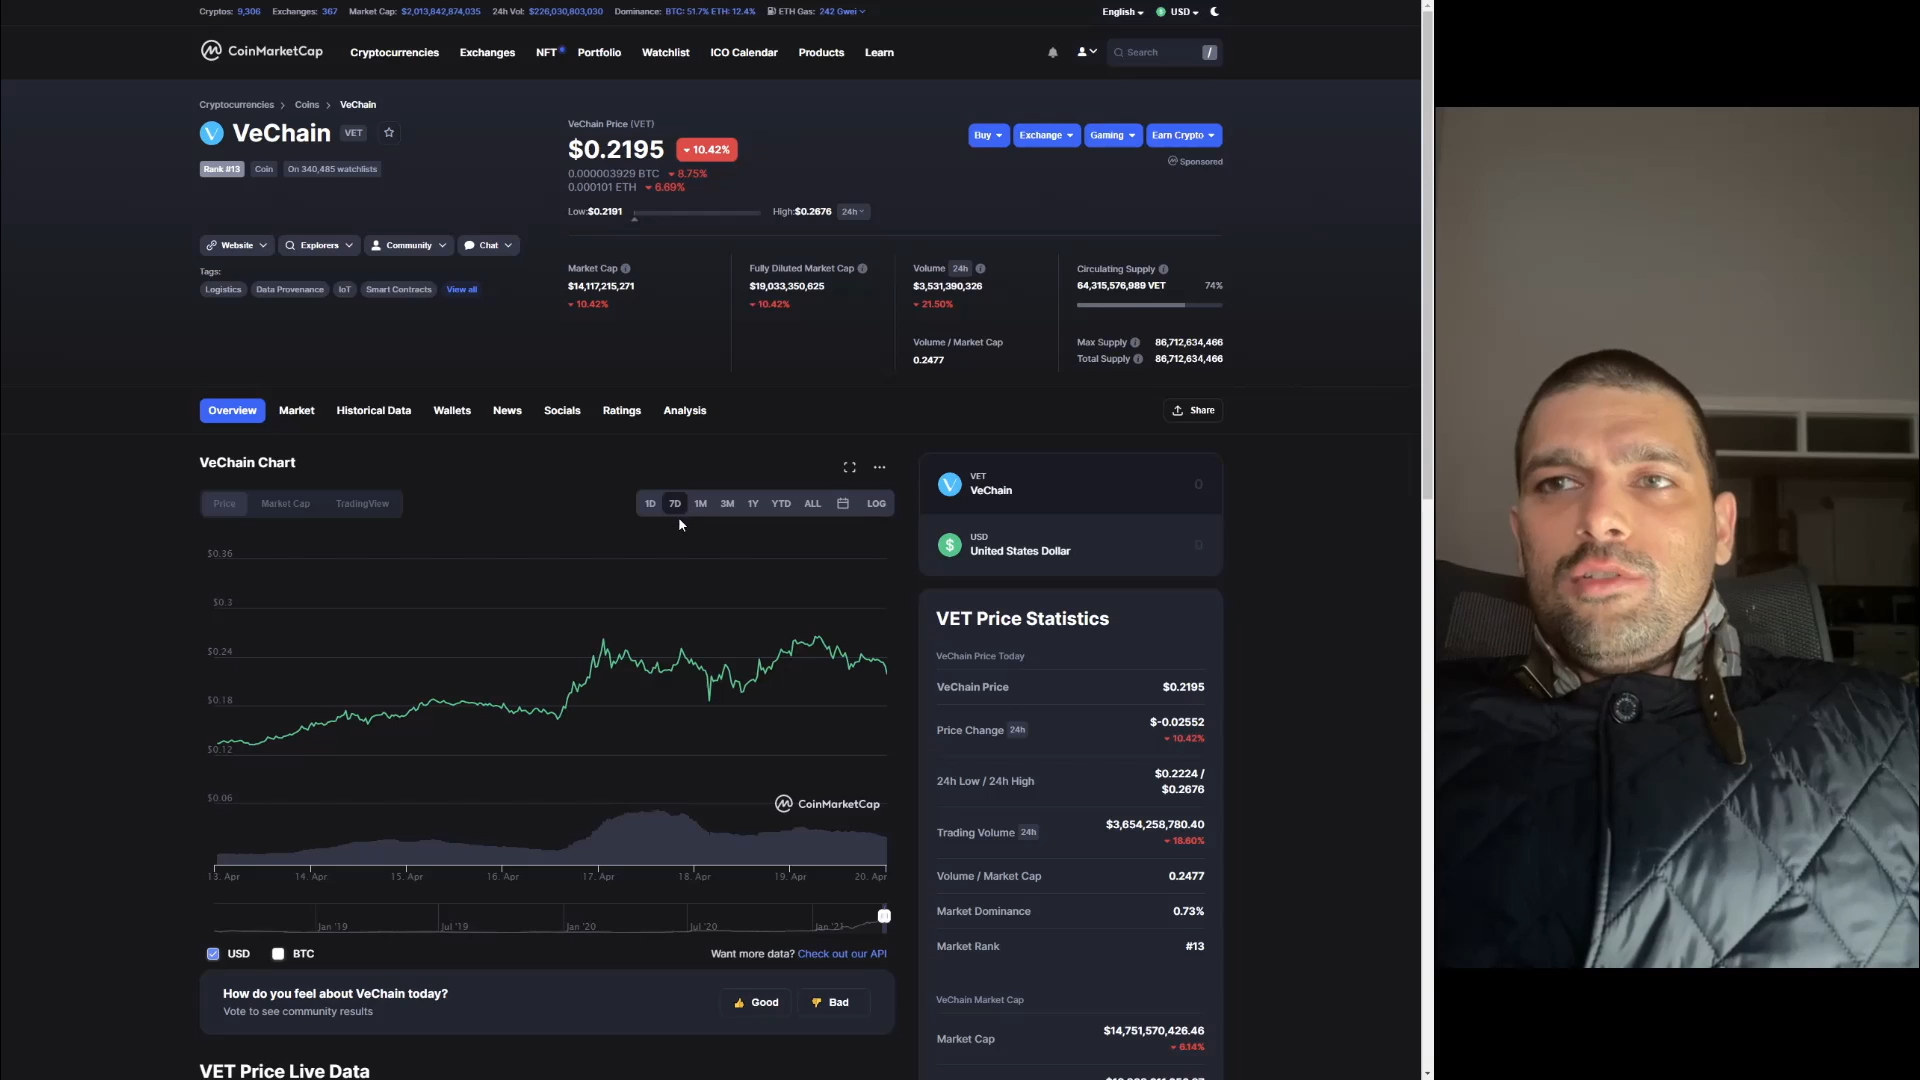 Cryptos: 9,306 Exchanges: 367 Market Cap: $2,013,842,874,035 24h Vol: $226,030,803,030 Dominance: BTC: 51.7% ETH: 12.4% ETH Gas: 242 Gwei English USD
CoinMarketCap Cryptocurrencies Exchanges NFT Portfolio Watchlist ICO Calendar Products Learn Search /
Cryptocurrencies > Coins > VeChain
VeChain VET
Rank #13 Coin On 340,485 watchlists
Website Explorers Community Chat
Tags:
Logistics Data Provenance IoT Smart Contracts View all
VeChain Price (VET)
$0.2195 10.42%
0.000003929 BTC 8.75%
0.000101 ETH 6.69%
Low:$0.2191 High:$0.2676 24h
Buy Exchange Gaming Earn Crypto
Sponsored
Market Cap
$14,117,215,271
10.42%
Fully Diluted Market Cap
$19,033,350,625
10.42%
Volume 24h
$3,531,390,326
21.50%
Volume / Market Cap
0.2477
Circulating Supply
64,315,576,989 VET 74%
Max Supply 86,712,634,466
Total Supply 86,712,634,466
Overview Market Historical Data Wallets News Socials Ratings Analysis Share
VeChain Chart
Price Market Cap TradingView 1D 7D 1M 3M 1Y YTD ALL LOG
$0.36
$0.3
$0.24
$0.18
$0.12
$0.06
CoinMarketCap
13. Apr 14. Apr 15. Apr 16. Apr 17. Apr 18. Apr 19. Apr 20. Apr
Jan '19 Jul '19 Jan '20 Jul '20 Jan '21
USD BTC Want more data? Check out our API
How do you feel about VeChain today?
Vote to see community results
Good Bad
VET Price Live Data
VET
VeChain 0
USD
United States Dollar 0
VET Price Statistics
VeChain Price Today
VeChain Price $0.2195
Price Change 24h $-0.02552
10.42%
24h Low / 24h High $0.2224 /
$0.2676
Trading Volume 24h $3,654,258,780.40
18.60%
Volume / Market Cap 0.2477
Market Dominance 0.73%
Market Rank #13
VeChain Market Cap
Market Cap $14,751,570,426.46
6.14%